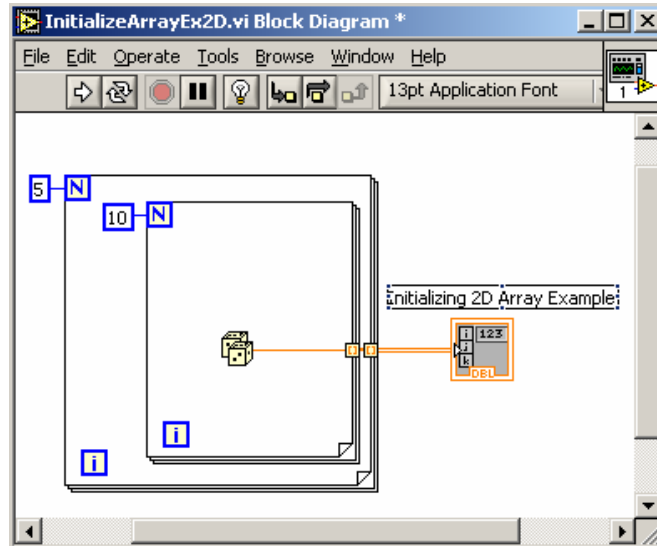 InitializeArrayEx2D.vi Block Diagram *
File Edit Operate Tools Browse Window Help
13pt Application Font
1
5 N
10 N
Initializing 2D Array Example
i 123
j
k
DBL
i
i